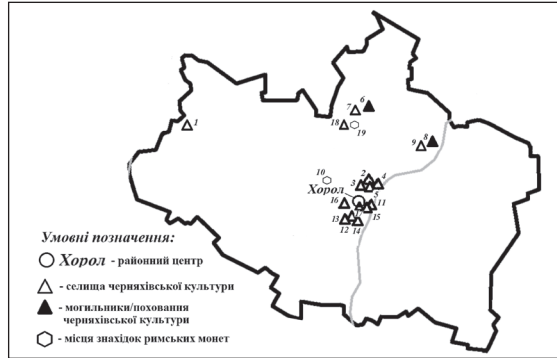 6
7
18
19
1
8
9
10
2
3
4
5
Хорол
16
11
13
15
12
14
Умовні позначення:
Хорол - районний центр
- селища черняхівської культури
- могильники/поховання
черняхівської культури
- місця знахідок римських монет